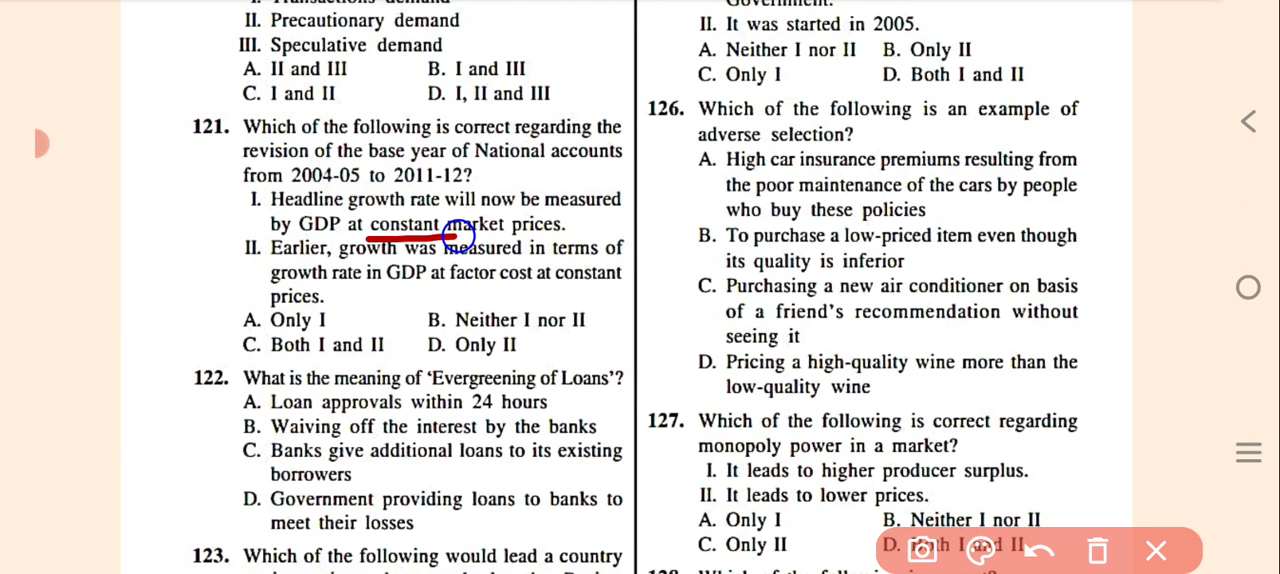 II. Precautionary demand
III. Speculative demand
A. II and III B. I and III
C. I and II D. I, II and III
121. Which of the following is correct regarding the
revision of the base year of National accounts
from 2004-05 to 2011-12?
I. Headline growth rate will now be measured
by GDP at constant market prices.
II. Earlier, growth was measured in terms of
growth rate in GDP at factor cost at constant
prices.
A. Only I B. Neither I nor II
C. Both I and II D. Only II
122. What is the meaning of ‘Evergreening of Loans’?
A. Loan approvals within 24 hours
B. Waiving off the interest by the banks
C. Banks give additional loans to its existing
borrowers
D. Government providing loans to banks to
meet their losses
123. Which of the following would lead a country
II. It was started in 2005.
A. Neither I nor II B. Only II
C. Only I D. Both I and II
126. Which of the following is an example of
adverse selection?
A. High car insurance premiums resulting from
the poor maintenance of the cars by people
who buy these policies
B. To purchase a low-priced item even though
its quality is inferior
C. Purchasing a new air conditioner on basis
of a friend’s recommendation without
seeing it
D. Pricing a high-quality wine more than the
low-quality wine
127. Which of the following is correct regarding
monopoly power in a market?
I. It leads to higher producer surplus.
II. It leads to lower prices.
A. Only I B. Neither I nor II
C. Only II D. Both I and II